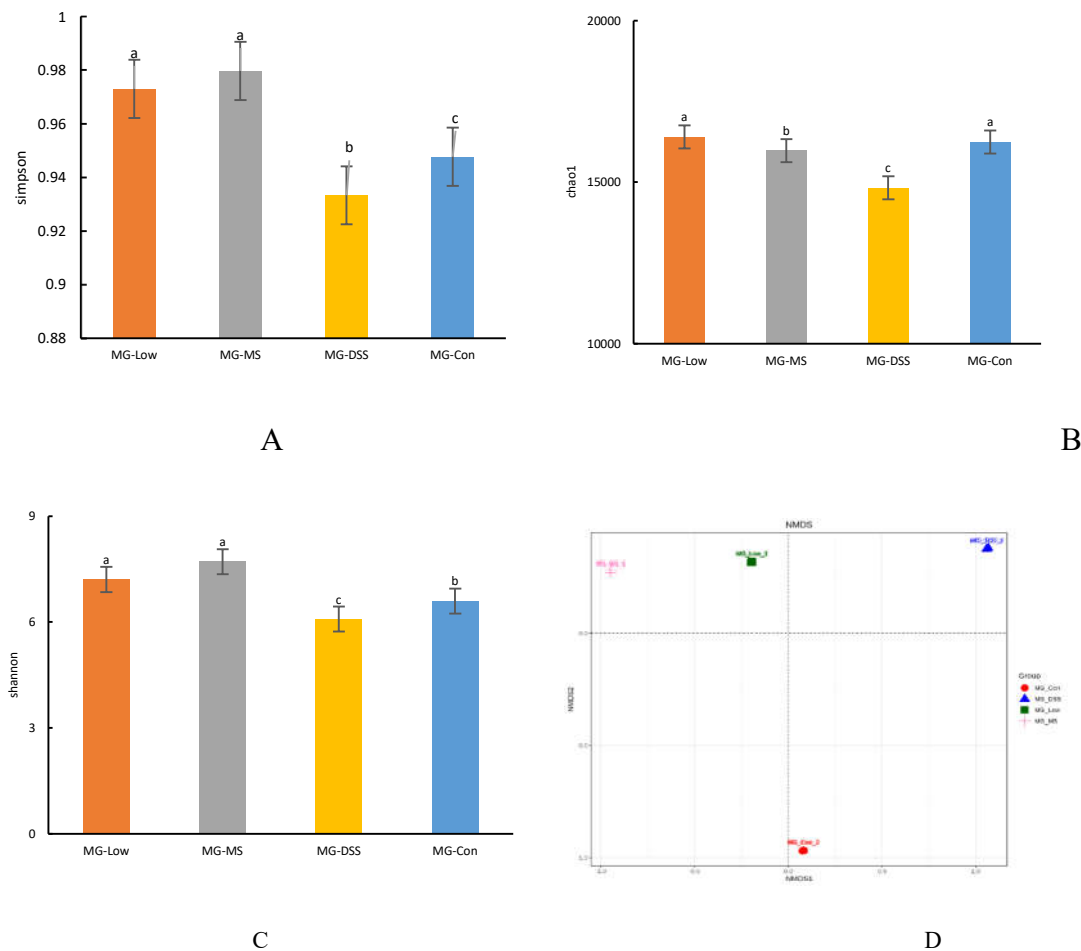 1
0.98
0.96
0.94
0.92
0.9
0.88
simpson
a
a
b
c
MG-Low
MG-MS
MG-DSS
MG-Con
A
20000
15000
10000
chao1
a
b
c
a
MG-Low
MG-MS
MG-DSS
MG-Con
B
9
6
3
0
shannon
a
a
c
b
MG-Low
MG-MS
MG-DSS
MG-Con
C
NMDS
NMDS2
NMDS1
Group
MG_Con
MG_DSS
MG_Low
MG_MS
D